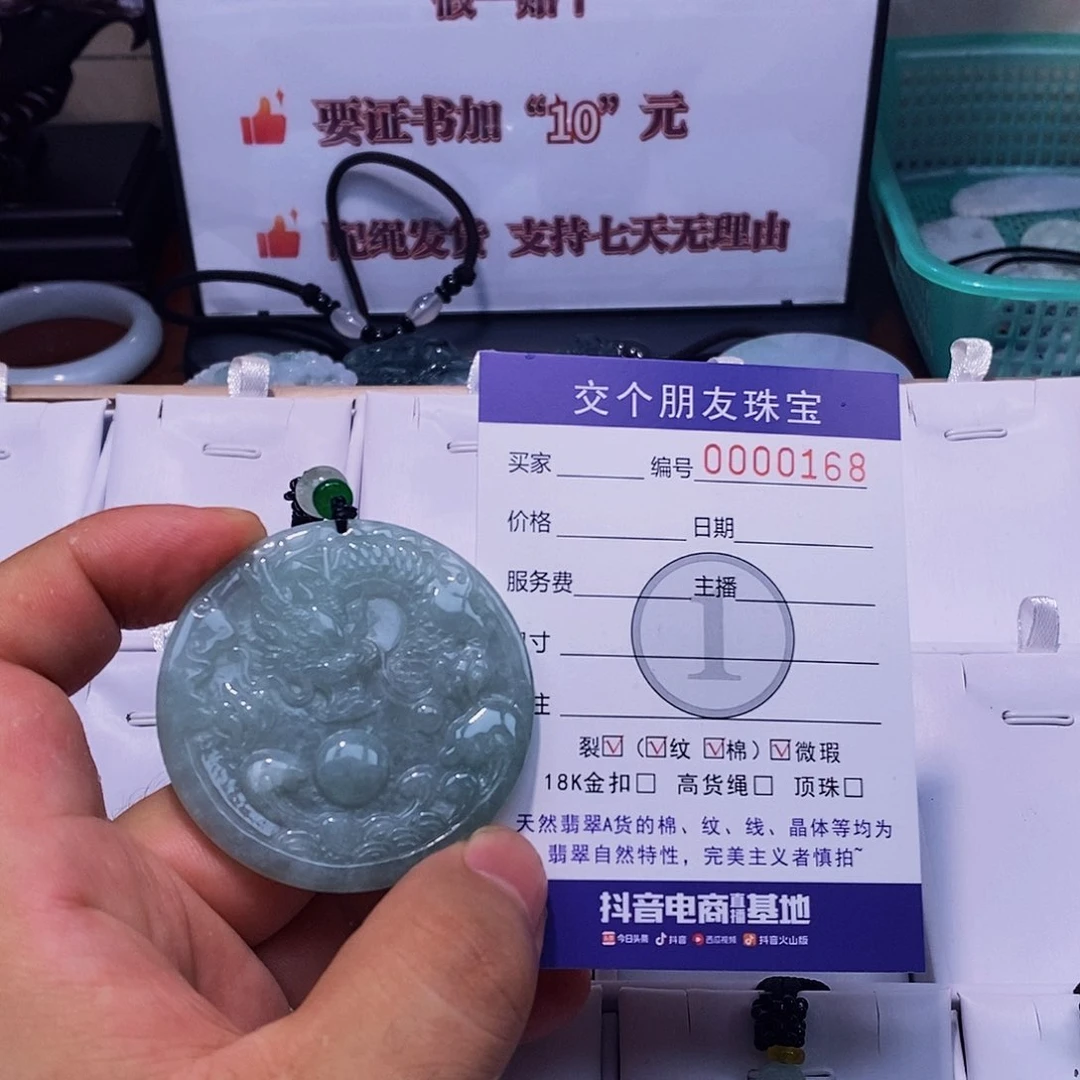 假一赔十
要证书加“10”元
配绳发货 支持七天无理由
交个朋友珠宝
买家 编号 0000168
价格 日期
服务费 主播
寸
1
注
裂☑（☑纹 ☑棉）☑微瑕
18K金扣□ 高货绳□ 顶珠□
天然翡翠A货的棉、纹、线、晶体等均为
翡翠自然特性，完美主义者慎拍~
抖音电商直播基地
今日头条 抖音 西瓜视频 抖音火山版